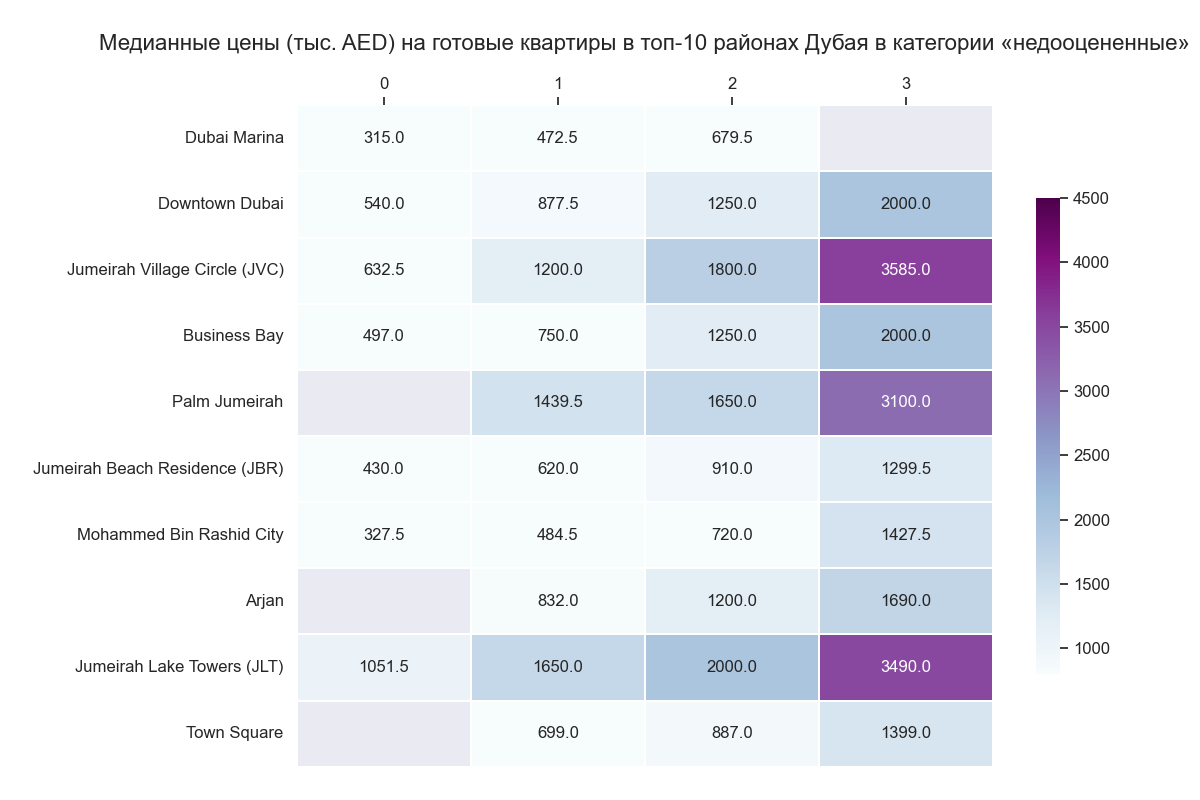 Медианные цены (тыс. AED) на готовые квартиры в топ-10 районах Дубая в категории «недооцененные»
0 1 2 3
Dubai Marina 315.0 472.5 679.5
Downtown Dubai 540.0 877.5 1250.0 2000.0
Jumeirah Village Circle (JVC) 632.5 1200.0 1800.0 3585.0
Business Bay 497.0 750.0 1250.0 2000.0
Palm Jumeirah 1439.5 1650.0 3100.0
Jumeirah Beach Residence (JBR) 430.0 620.0 910.0 1299.5
Mohammed Bin Rashid City 327.5 484.5 720.0 1427.5
Arjan 832.0 1200.0 1690.0
Jumeirah Lake Towers (JLT) 1051.5 1650.0 2000.0 3490.0
Town Square 699.0 887.0 1399.0
4500
4000
3500
3000
2500
2000
1500
1000